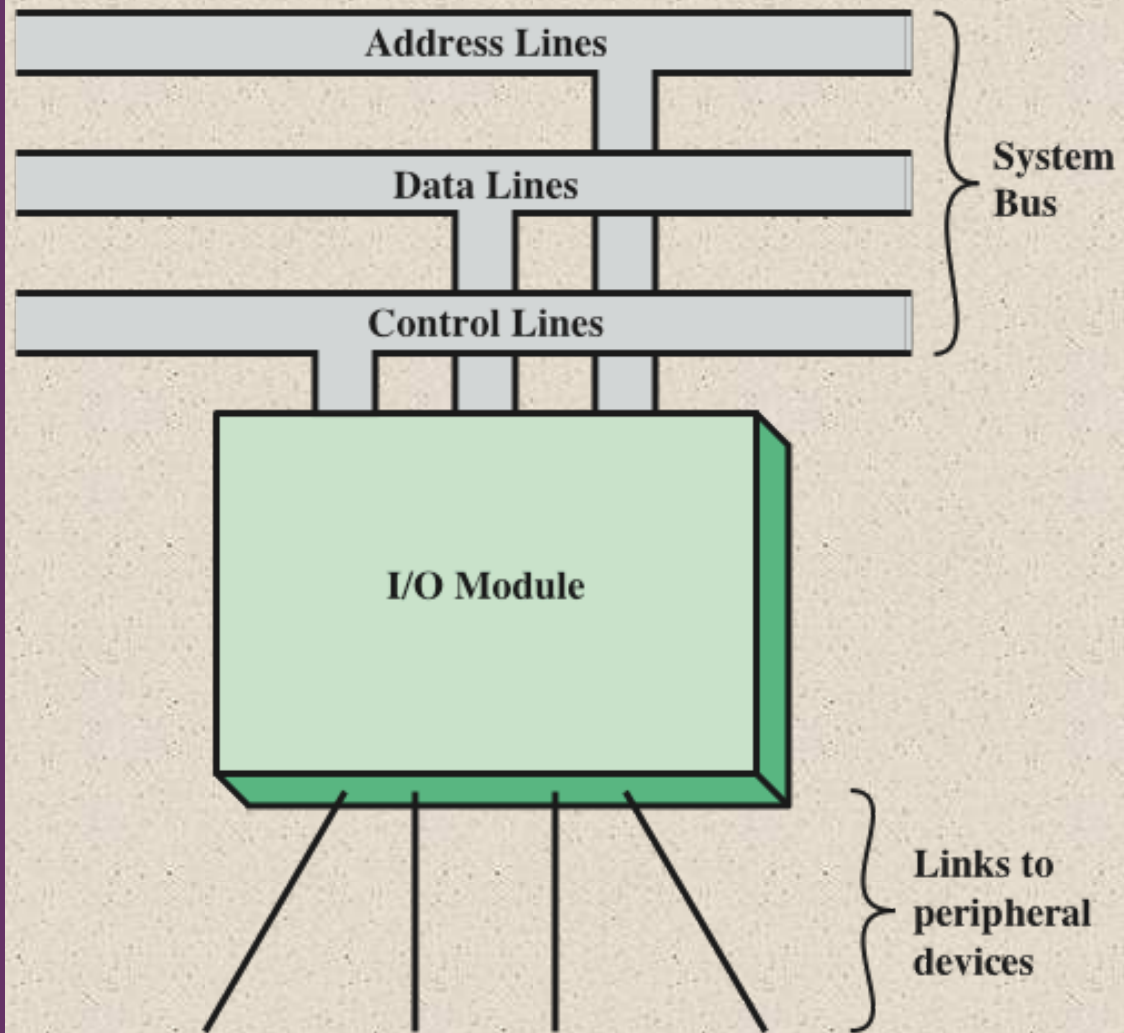 Address Lines
Data Lines
System
Bus
Control Lines
I/O Module
Links to
peripheral
devices